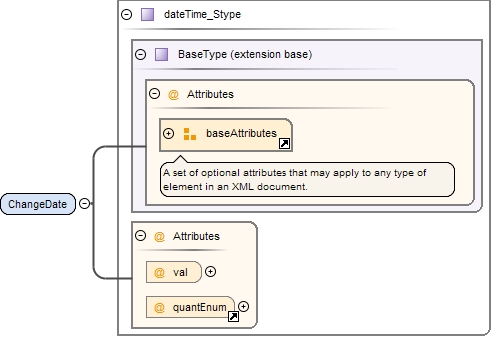 dateTime_Stype
BaseType (extension base)
@ Attributes
baseAttributes
A set of optional attributes that may apply to any type of
element in an XML document.
ChangeDate
@ Attributes
@ val
@ quantEnum